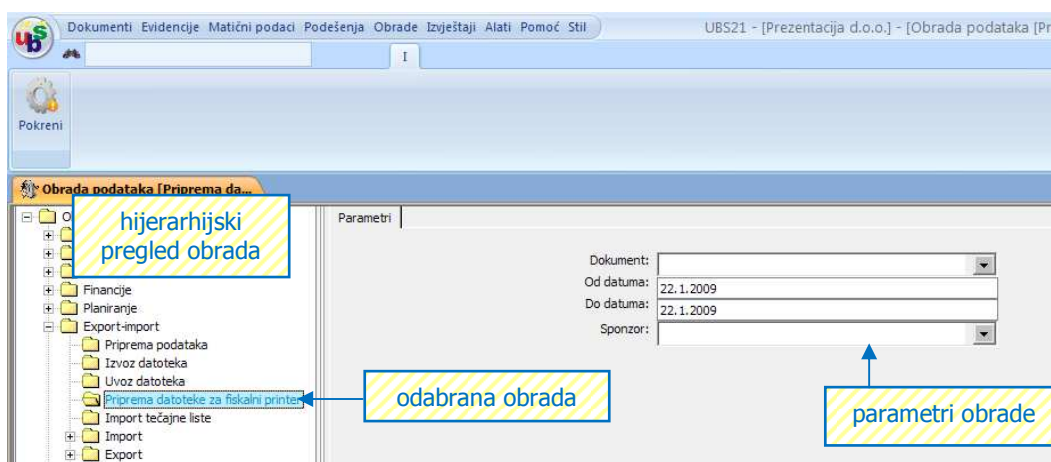 Dokumenti Evidencije Matični podaci Podešenja Obrade Izvještaji Alati Pomoć Stil
UBS21 - [Prezentacija d.o.o.] - [Obrada podataka [Pr
ubs
I
Pokreni
Obrada podataka [Priprema da...
hijerarhijski
pregled obrada
O
Financije
Planiranje
Export-import
Priprema podataka
Izvoz datoteka
Uvoz datoteka
Priprema datoteke za fiskalni printer
Import tečajne liste
Import
Export
Parametri
Dokument:
Od datuma: 22.1.2009
Do datuma: 22.1.2009
Sponzor:
odabrana obrada
parametri obrade